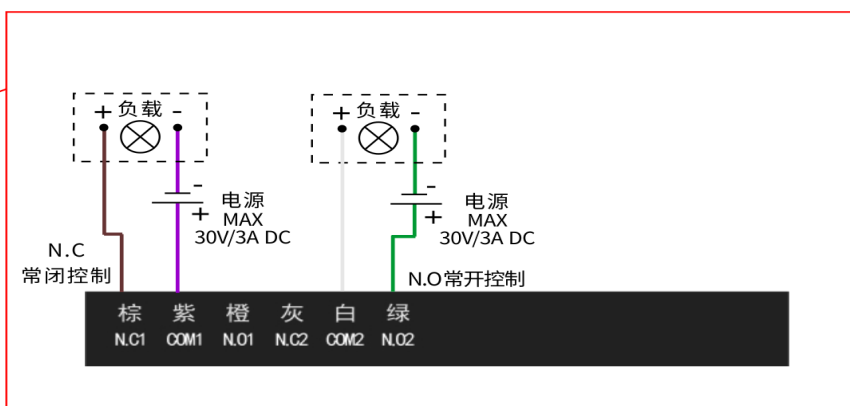 + 负载 -
+ 负载 -
-
+
电源
MAX
30V/3A DC
-
+
电源
MAX
30V/3A DC
N.C
常闭控制
N.O常开控制
棕 紫 橙 灰 白 绿
N.C1 COM1 N.O1 N.C2 COM2 N.O2